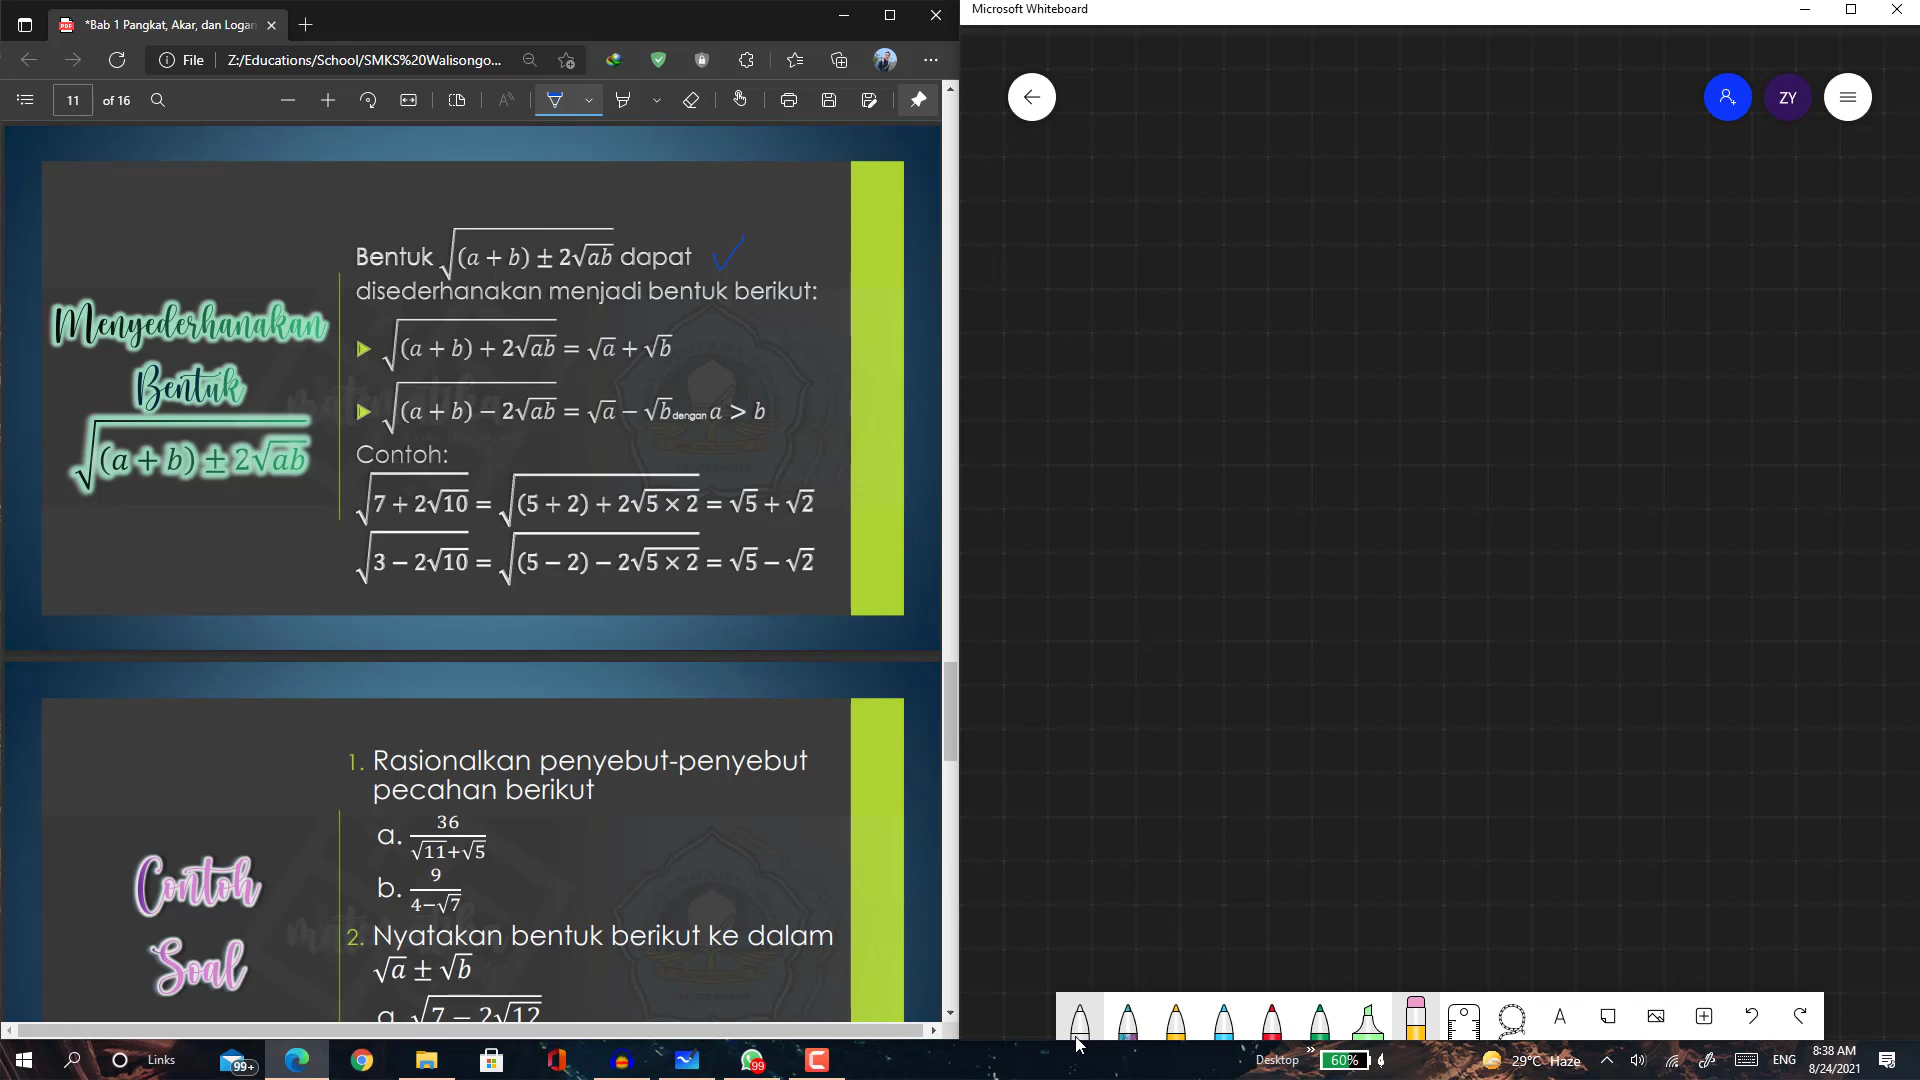 *Bab 1 Pangkat, Akar, dan Logar
File
Z:/Educations/School/SMKS%20Walisongo...
11
of 16
Menyederhanakan
Bentuk
√((a + b) ± 2√ab)
Bentuk √((a + b) ± 2√ab) dapat
disederhanakan menjadi bentuk berikut:
√((a + b) + 2√ab) = √a + √b
√((a + b) − 2√ab) = √a − √b dengan a > b
Contoh:
√(7 + 2√10) = √((5 + 2) + 2√(5 × 2)) = √5 + √2
√(3 − 2√10) = √((5 − 2) − 2√(5 × 2)) = √5 − √2
Contoh
Soal
1. Rasionalkan penyebut-penyebut
pecahan berikut
a. 36/(√11+√5)
b. 9/(4−√7)
2. Nyatakan bentuk berikut ke dalam
√a ± √b
a. √(7 − 2√12)
Microsoft Whiteboard
ZY
Links
99+
99
Desktop
60%
29°C Haze
ENG
8:38 AM
8/24/2021